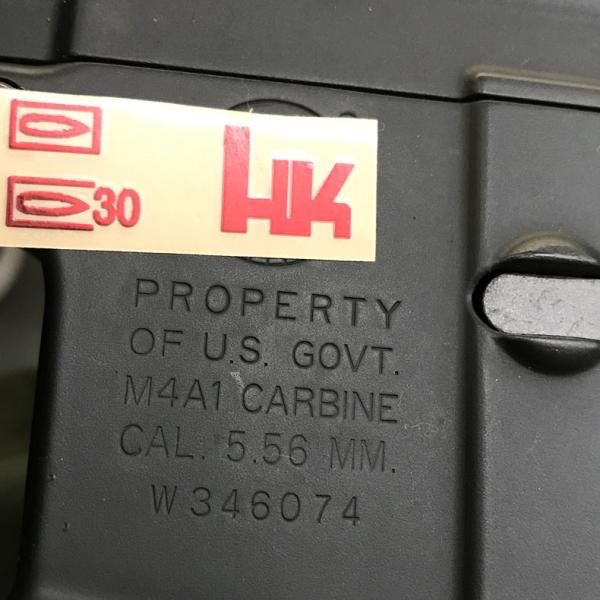 HK
30
PROPERTY
OF U.S. GOVT.
M4A1 CARBINE
CAL. 5.56 MM.
W346074